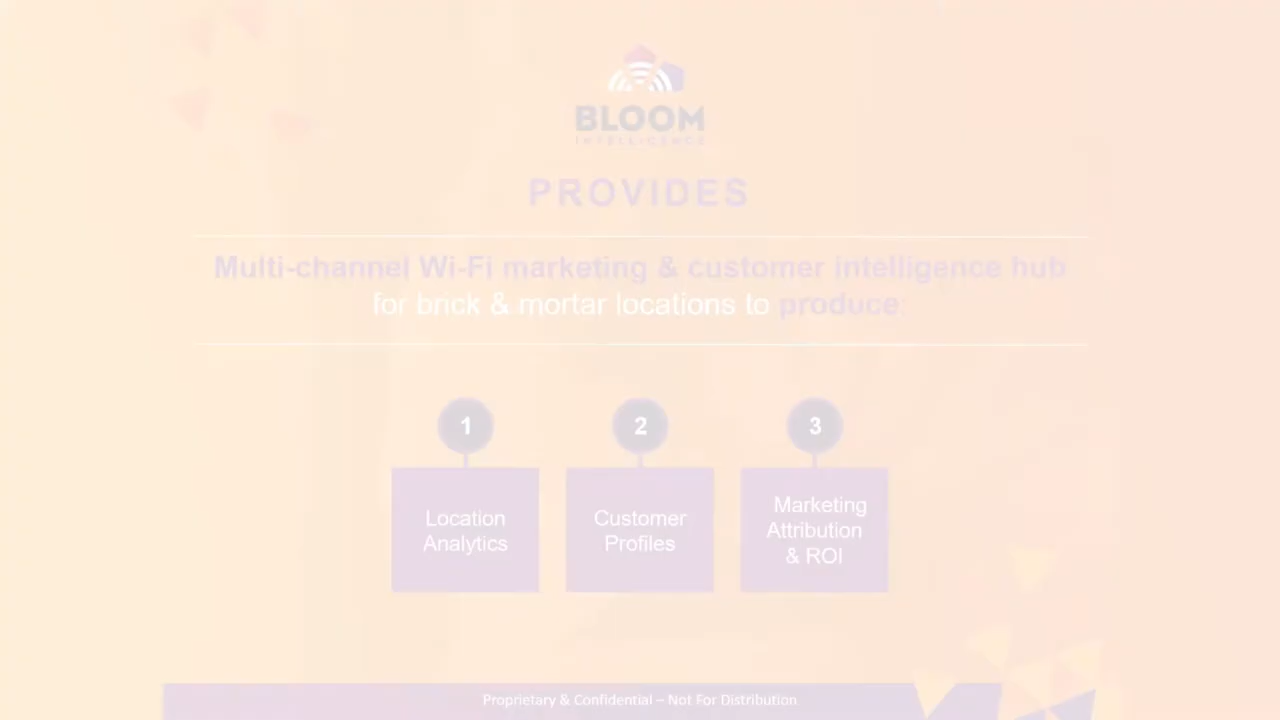 BLOOM
INTELLIGENCE
PROVIDES
Multi-channel Wi-Fi marketing & customer intelligence hub
for brick & mortar locations to produce:
1
2
3
Location
Analytics
Customer
Profiles
Marketing
Attribution
& ROI
Proprietary & Confidential – Not For Distribution